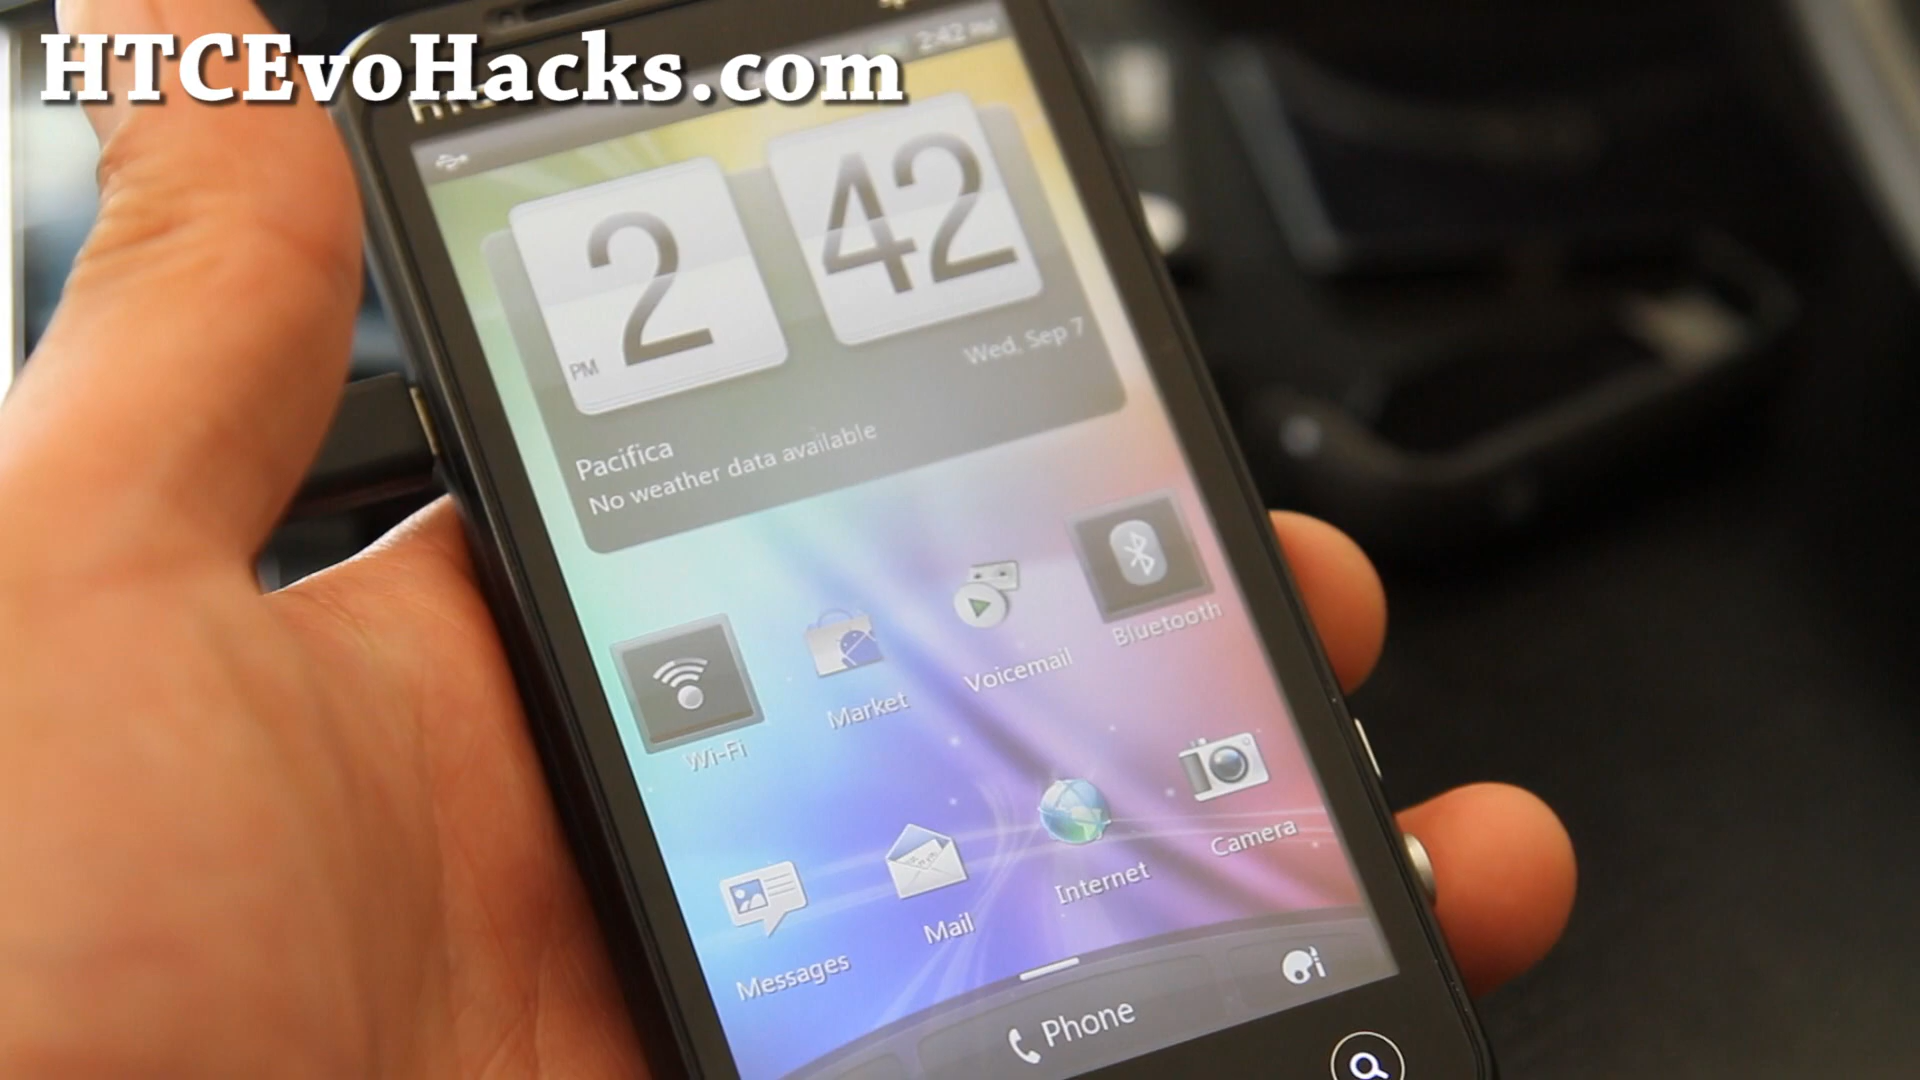 HTCEvoHacks.com
2:42 PM
2 42
PM
Wed, Sep 7
Pacifica
No weather data available
Wi-Fi
Market
Voicemail
Bluetooth
Messages
Mail
Internet
Camera
Phone